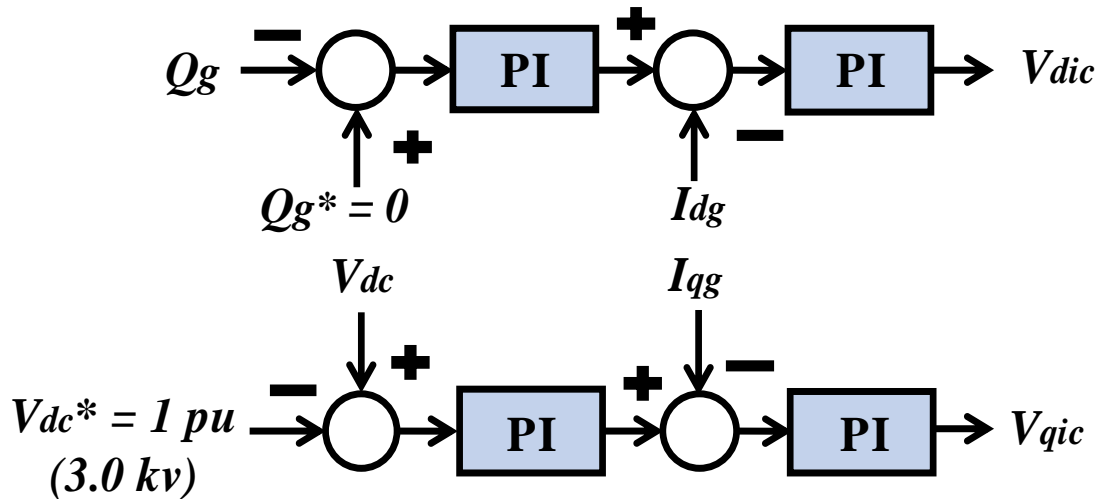 Qg
PI
PI
Vdic
Qg* = 0
Idg
Vdc
Iqg
Vdc* = 1 pu
(3.0 kv)
PI
PI
Vqic